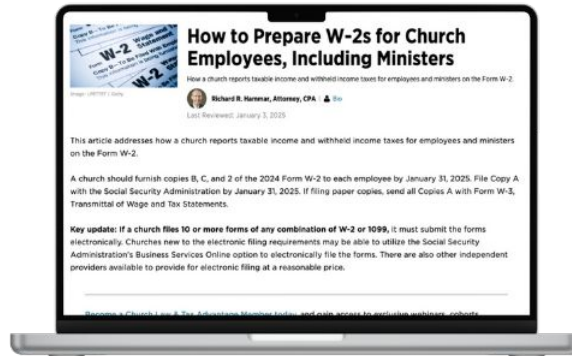 Form W-2 Wage and Tax
Statement
W-2
How to Prepare W-2s for Church
Employees, Including Ministers
How a church reports taxable income and withheld income taxes for employees and ministers on the Form W-2.
Richard R. Hammar, Attorney, CPA | Bio
Last Reviewed: January 3, 2025
This article addresses how a church reports taxable income and withheld income taxes for employees and ministers
on the Form W-2.
A church should furnish copies B, C, and 2 of the 2024 Form W-2 to each employee by January 31, 2025. File Copy A
with the Social Security Administration by January 31, 2025. If filing paper copies, send all Copies A with Form W-3,
Transmittal of Wage and Tax Statements.
Key update: If a church files 10 or more forms of any combination of W-2 or 1099, it must submit the forms
electronically. Churches new to the electronic filing requirements may be able to utilize the Social Security
Administration's Business Services Online option to electronically file the forms. There are also other independent
providers available to provide for electronic filing at a reasonable price.
Become a Church Law & Tax Advantage Member today, and gain access to exclusive webinars, cohorts,